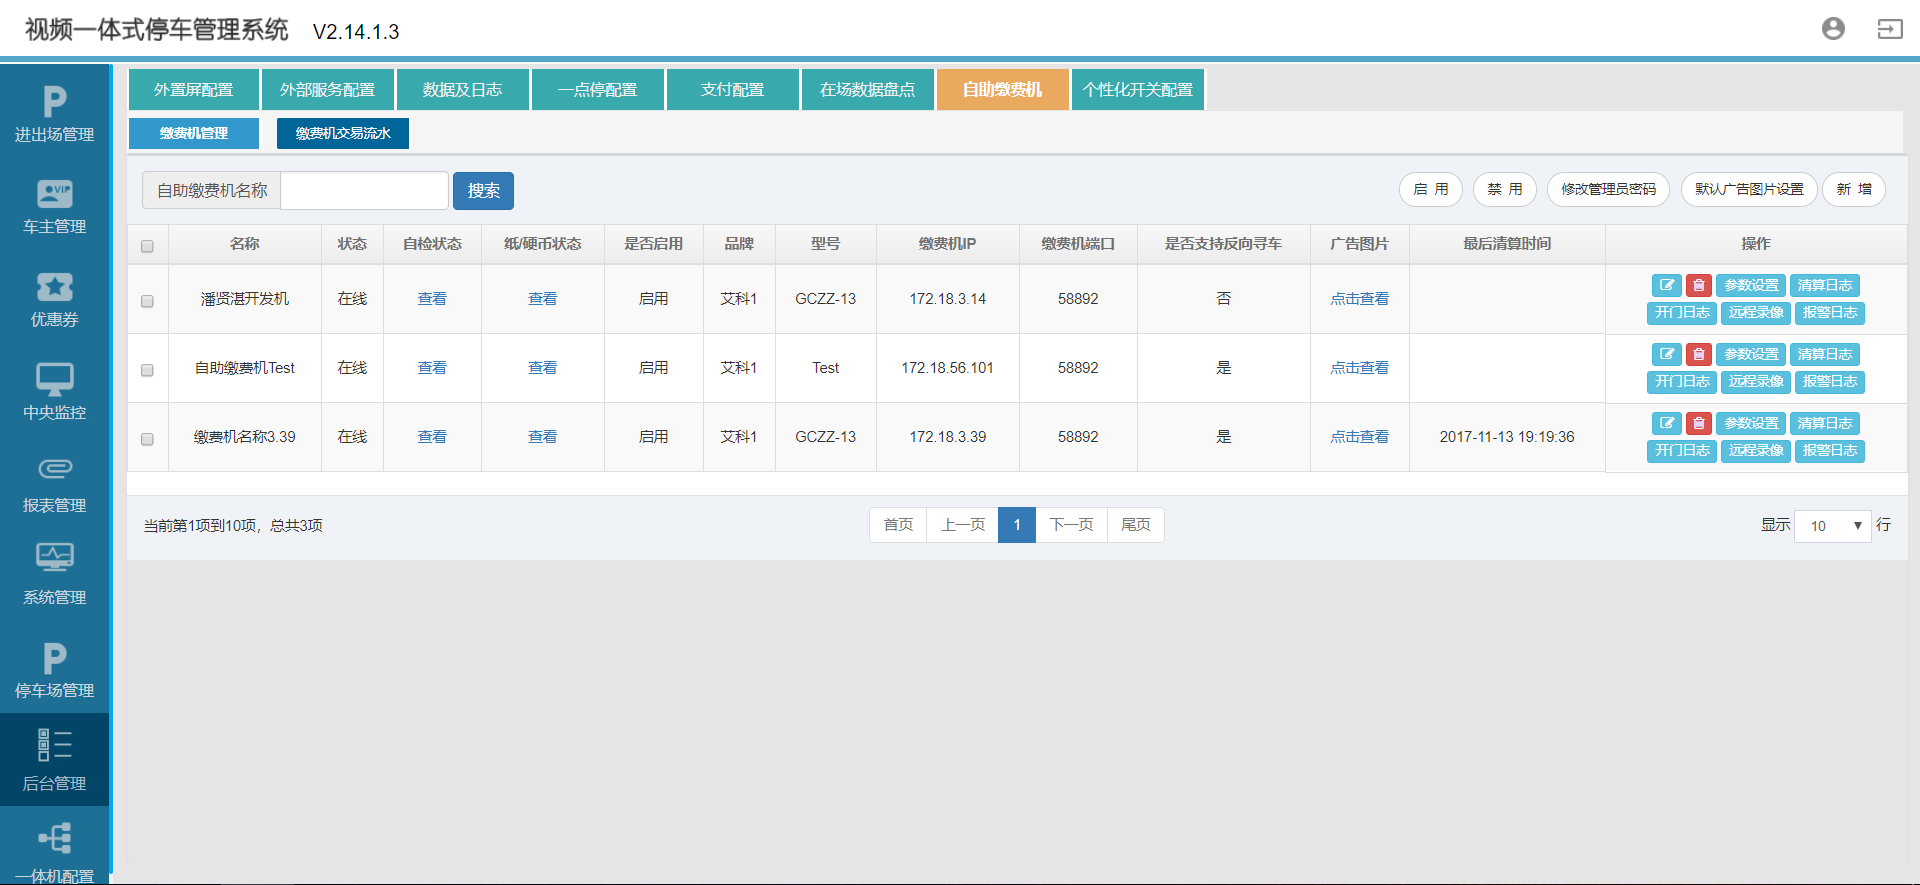 视频一体式停车管理系统 V2.14.1.3
进出场管理
VIP
车主管理
优惠券
中央监控
报表管理
系统管理
停车场管理
后台管理
一体机配置
外置屏配置 外部服务配置 数据及日志 一点停配置 支付配置 在场数据盘点 自助缴费机 个性化开关配置
缴费机管理 缴费机交易流水
自助缴费机名称 搜索 启 用 禁 用 修改管理员密码 默认广告图片设置 新 增
名称 状态 自检状态 纸/硬币状态 是否启用 品牌 型号 缴费机IP 缴费机端口 是否支持反向寻车 广告图片 最后清算时间 操作
潘贤湛开发机 在线 查看 查看 启用 艾科1 GCZZ-13 172.18.3.14 58892 否 点击查看 参数设置 清算日志
开门日志 远程录像 报警日志
自助缴费机Test 在线 查看 查看 启用 艾科1 Test 172.18.56.101 58892 是 点击查看 参数设置 清算日志
开门日志 远程录像 报警日志
缴费机名称3.39 在线 查看 查看 启用 艾科1 GCZZ-13 172.18.3.39 58892 是 点击查看 2017-11-13 19:19:36 参数设置 清算日志
开门日志 远程录像 报警日志
当前第1项到10项，总共3项 首页 上一页 1 下一页 尾页 显示 10 行